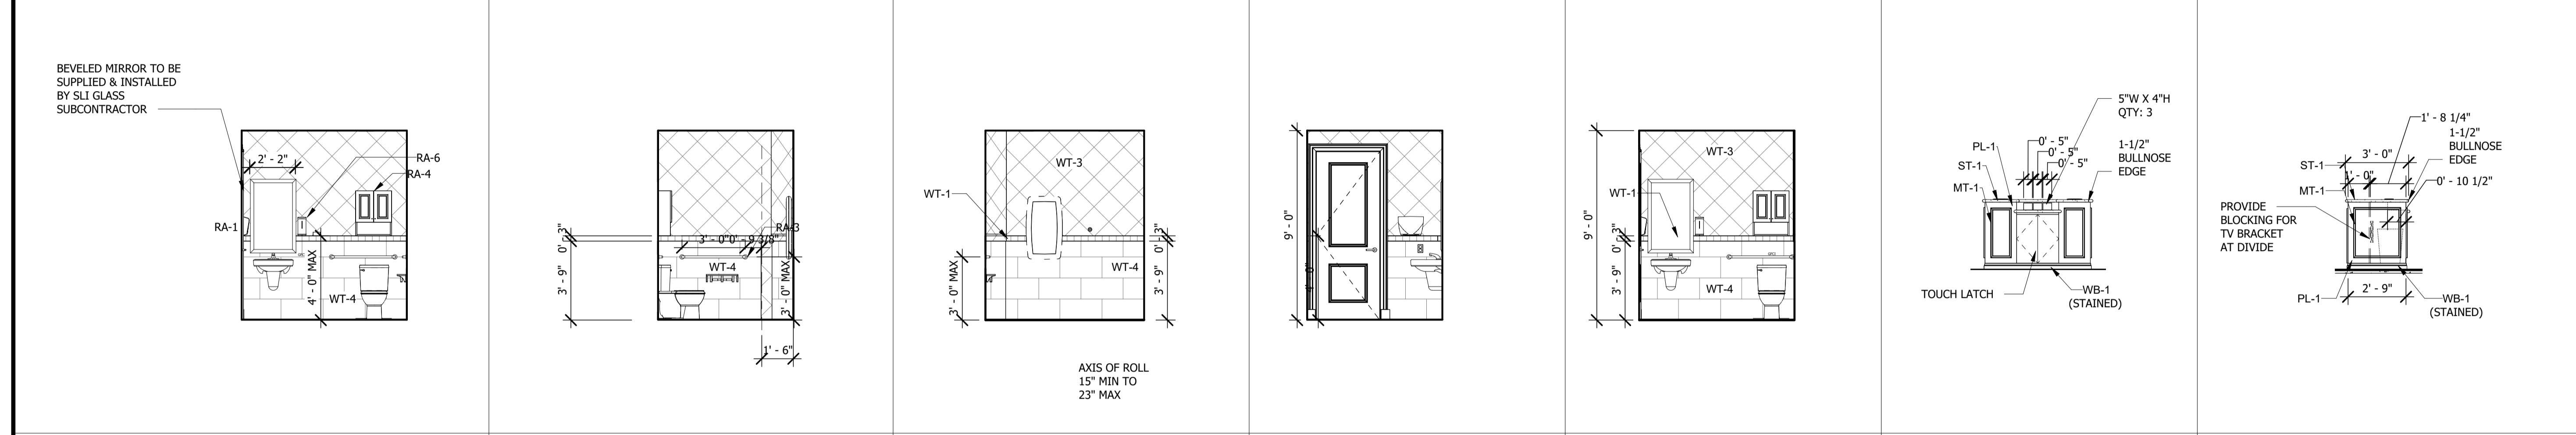 BEVELED MIRROR TO BE
SUPPLIED & INSTALLED
BY SLI GLASS
SUBCONTRACTOR
2' - 2"
RA-6
RA-4
RA-1
4' - 0" MAX
WT-4
0' - 3"
3' - 9"
3' - 0"
0' - 9 3/8"
RA-3
WT-4
3' - 0" MAX
1' - 6"
WT-3
WT-1
WT-4
3' - 0" MAX
0' - 3"
3' - 9"
AXIS OF ROLL
15" MIN TO
23" MAX
9' - 0"
9' - 0"
WT-3
WT-1
0' - 3"
3' - 9"
WT-4
5"W X 4"H
QTY: 3
0' - 5"
0' - 5"
0' - 5"
PL-1
ST-1
MT-1
1-1/2"
BULLNOSE
EDGE
TOUCH LATCH
WB-1
(STAINED)
1' - 8 1/4"
1-1/2"
BULLNOSE
EDGE
3' - 0"
ST-1
1' - 0"
MT-1
0' - 10 1/2"
PROVIDE
BLOCKING FOR
TV BRACKET
AT DIVIDE
PL-1
2' - 9"
WB-1
(STAINED)